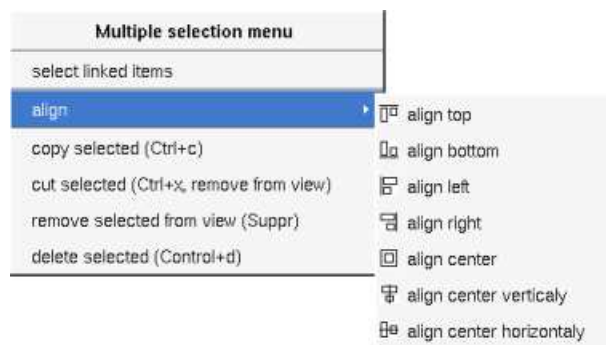 Multiple selection menu
select linked items
align
copy selected (Ctrl+c)
cut selected (Ctrl+x, remove from view)
remove selected from view (Suppr)
delete selected (Control+d)
align top
align bottom
align left
align right
align center
align center verticaly
align center horizontaly